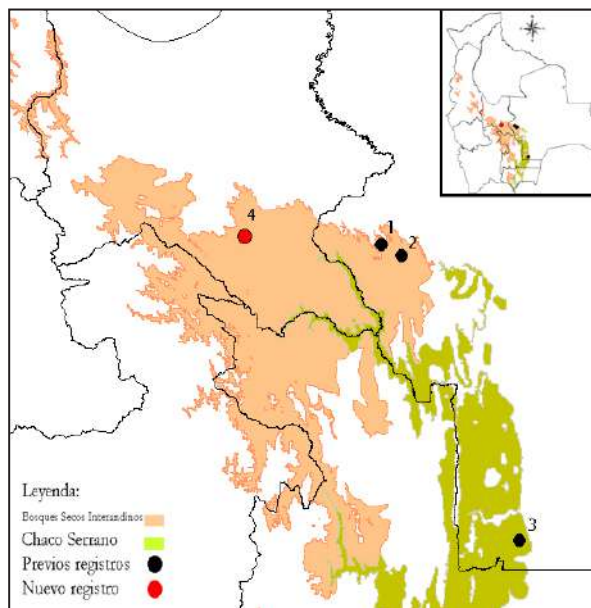 4
1
2
3
Leyenda:
Bosques Secos Interandinos
Chaco Serrano
Previos registros
Nuevo registro